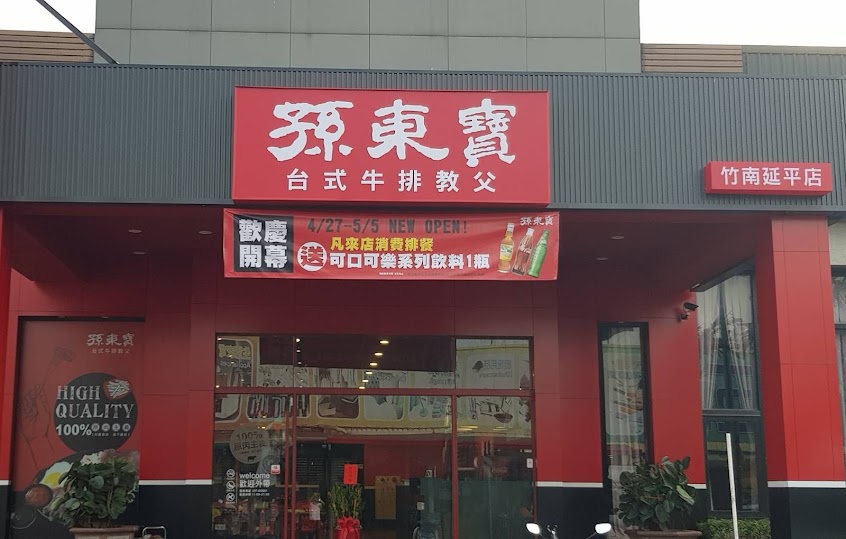 孫東寶
台式牛排教父
竹南延平店
歡慶
開幕
4/27-5/5 NEW OPEN!
凡來店消費排餐
送
可口可樂系列飲料1瓶
孫東寶
孫東寶
台式牛排教父
HIGH
QUALITY
100%
100%
welcome
歡迎外帶